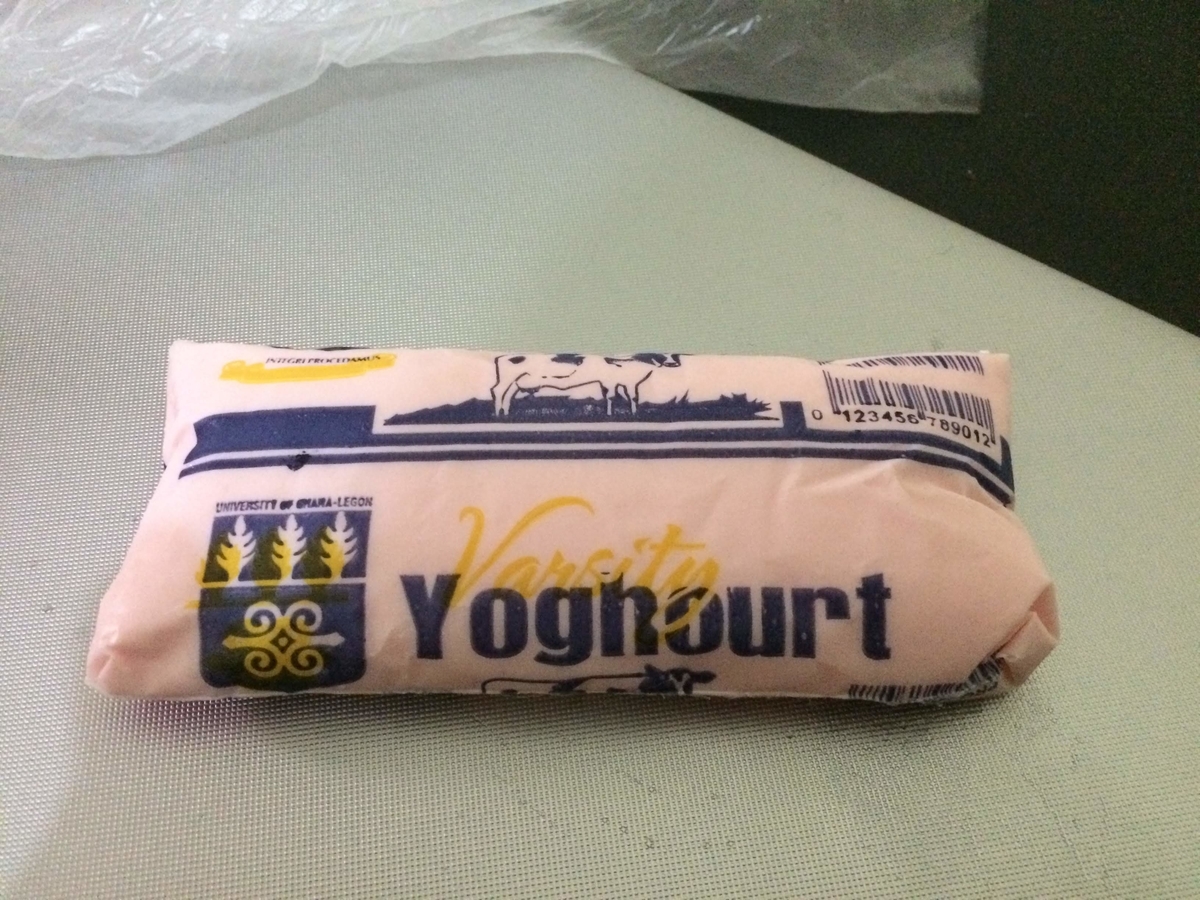 INTEGRI PROCEDAMUS
0 123456 789012
UNIVERSITY OF GHANA-LEGON
Varsity
Yoghourt